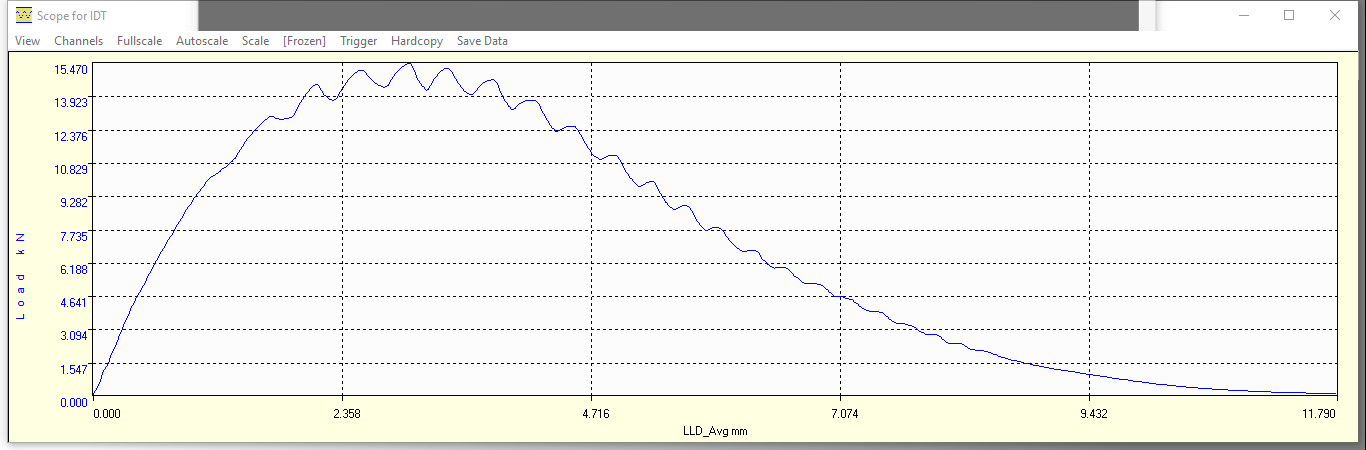 Scope for IDT
View Channels Fullscale Autoscale Scale [Frozen] Trigger Hardcopy Save Data
15.470
13.923
12.376
10.829
9.282
7.735
6.188
4.641
3.094
1.547
0.000
Load kN
0.000 2.358 4.716 7.074 9.432 11.790
LLD_Avg mm